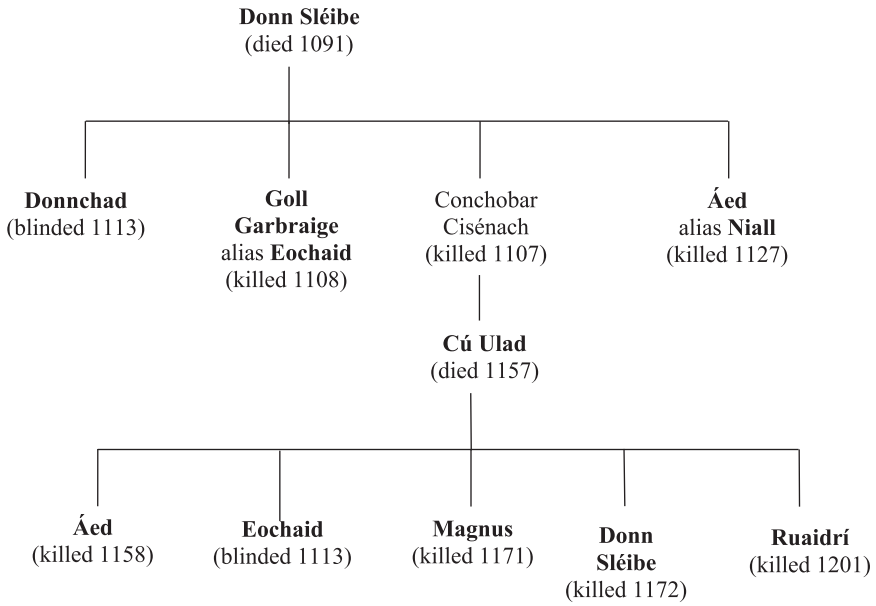 Donn Sléibe
(died 1091)
Donnchad
(blinded 1113)
Goll
Garbraige
alias Eochaid
(killed 1108)
Conchobar
Cisénach
(killed 1107)
Áed
alias Niall
(killed 1127)
Cú Ulad
(died 1157)
Áed
(killed 1158)
Eochaid
(blinded 1113)
Magnus
(killed 1171)
Donn
Sléibe
(killed 1172)
Ruaidrí
(killed 1201)